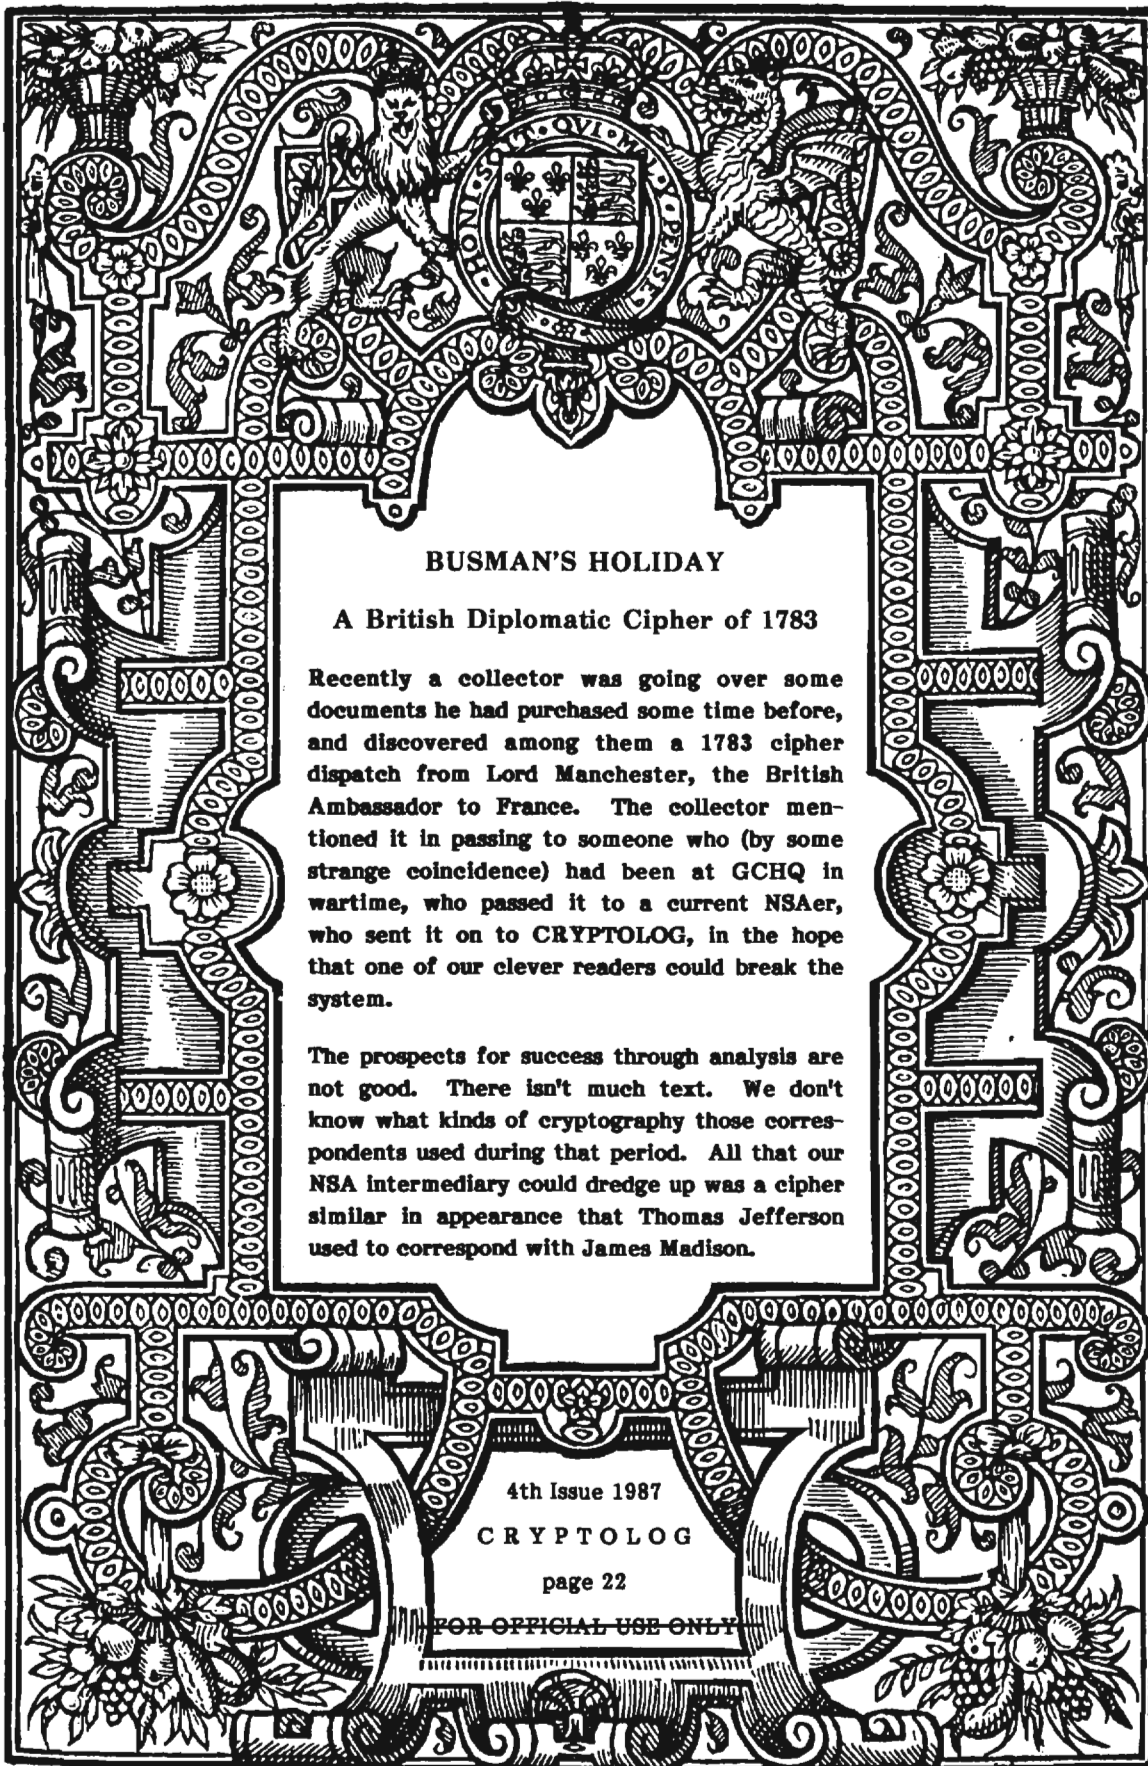 HONI · SOIT · QVI · MAL · Y · PENSE
BUSMAN'S HOLIDAY
A British Diplomatic Cipher of 1783
Recently a collector was going over some
documents he had purchased some time before,
and discovered among them a 1783 cipher
dispatch from Lord Manchester, the British
Ambassador to France. The collector men-
tioned it in passing to someone who (by some
strange coincidence) had been at GCHQ in
wartime, who passed it to a current NSAer,
who sent it on to CRYPTOLOG, in the hope
that one of our clever readers could break the
system.
The prospects for success through analysis are
not good. There isn't much text. We don't
know what kinds of cryptography those corres-
pondents used during that period. All that our
NSA intermediary could dredge up was a cipher
similar in appearance that Thomas Jefferson
used to correspond with James Madison.
4th Issue 1987
CRYPTOLOG
page 22
FOR OFFICIAL USE ONLY